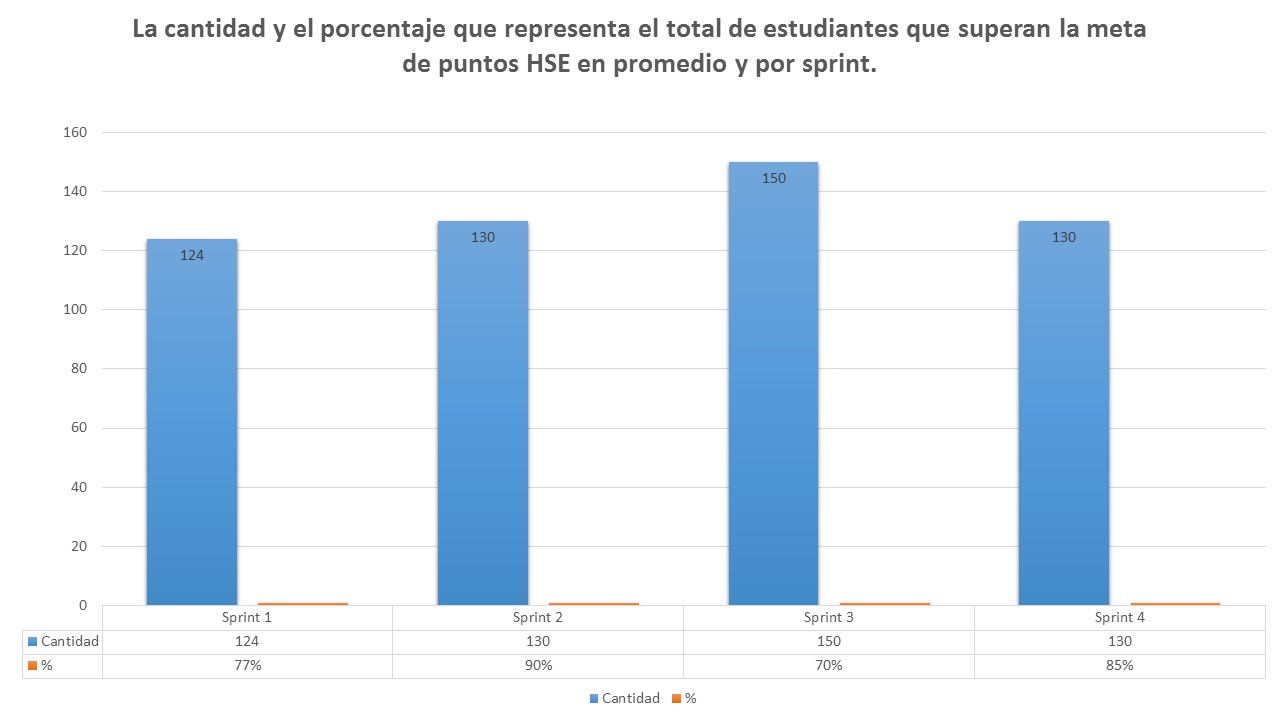 La cantidad y el porcentaje que representa el total de estudiantes que superan la meta
de puntos HSE en promedio y por sprint.
160
140
120
100
80
60
40
20
0
124
130
150
130
Sprint 1 Sprint 2 Sprint 3 Sprint 4
Cantidad 124 130 150 130
% 77% 90% 70% 85%
Cantidad %